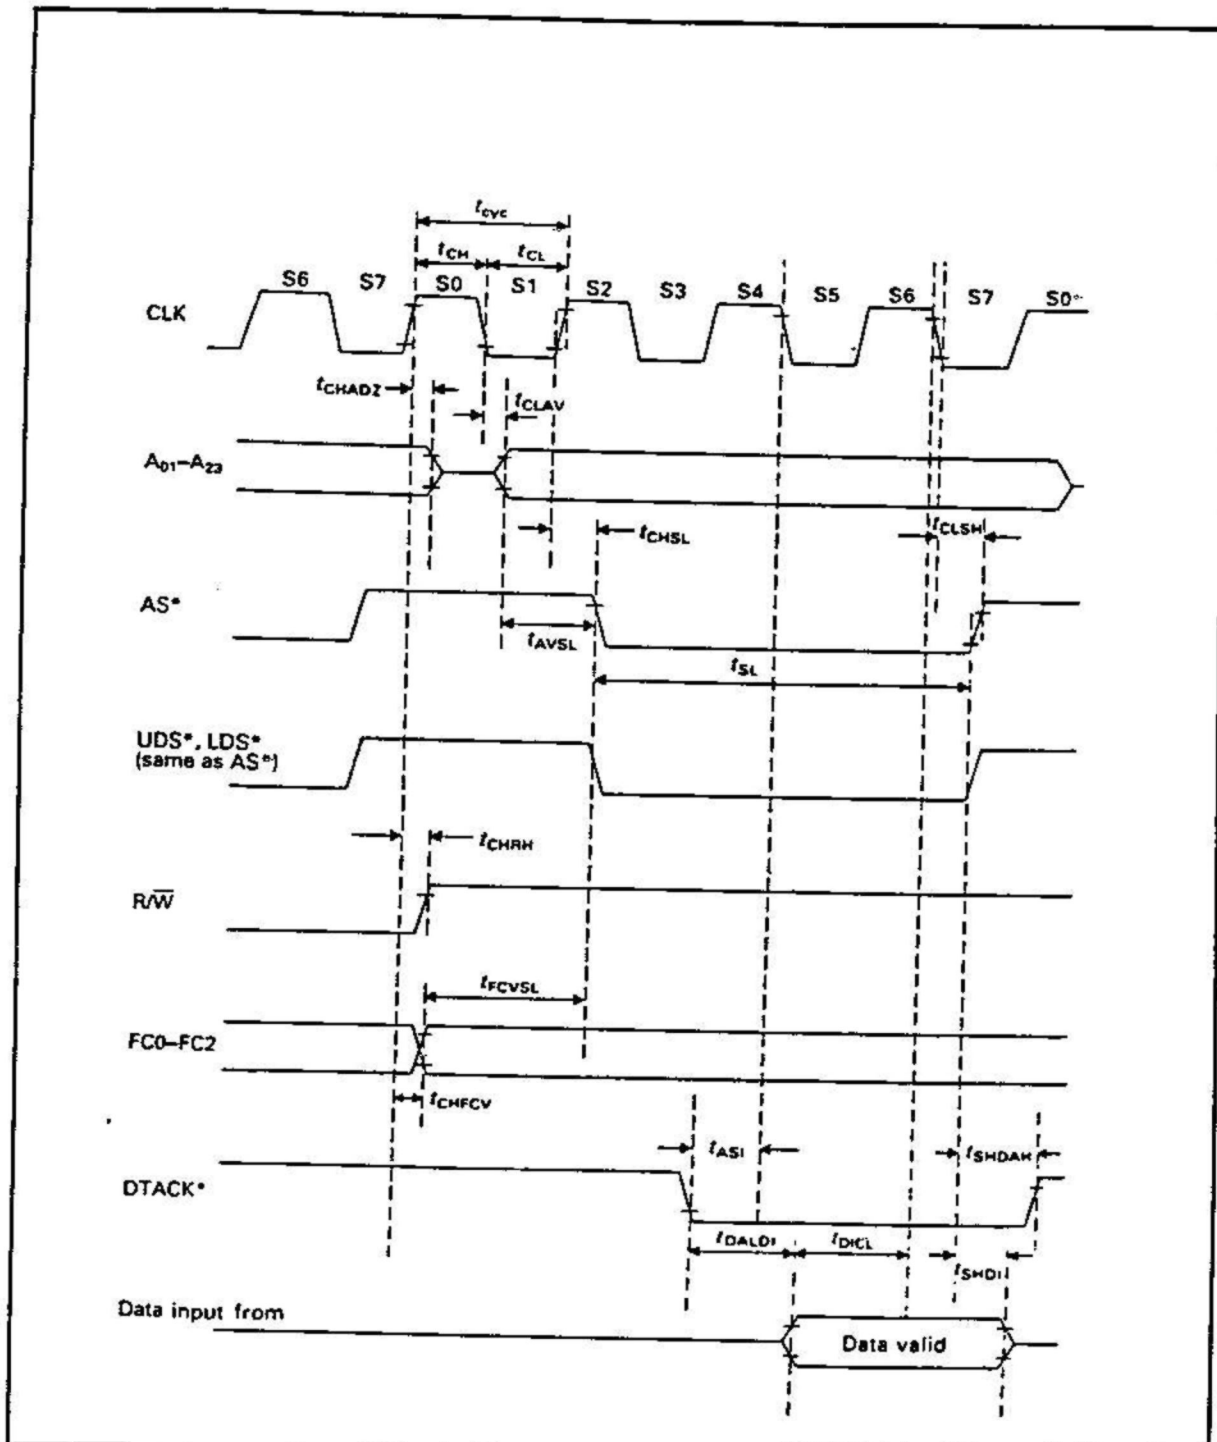 tcyc
tCH tCL
S6 S7 S0 S1 S2 S3 S4 S5 S6 S7 S0
CLK
tCHADZ
tCLAV
A01–A23
tCHSL
tCLSH
AS*
tAVSL
tSL
UDS*, LDS*
(same as AS*)
tCHRH
R/W̅
tFCVSL
FC0–FC2
tCHFCV
tASI
tSHDAH
DTACK*
tDALDI tDICL
tSHDI
Data input from
Data valid